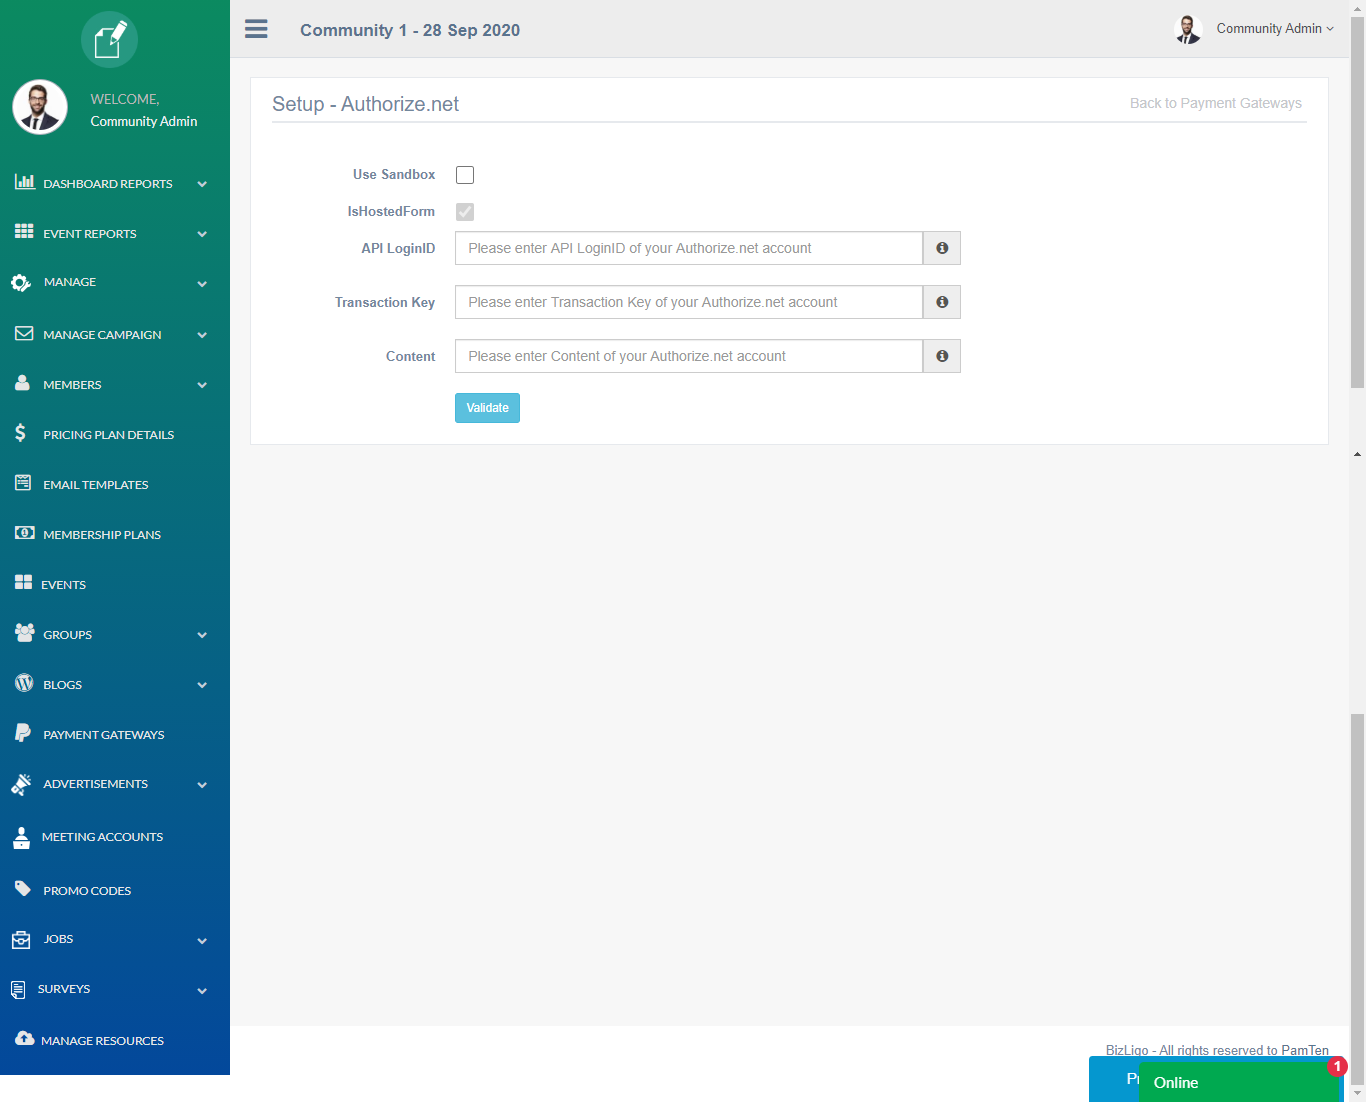 Community 1 - 28 Sep 2020
Community Admin
WELCOME,
Community Admin
DASHBOARD REPORTS
EVENT REPORTS
MANAGE
MANAGE CAMPAIGN
MEMBERS
PRICING PLAN DETAILS
EMAIL TEMPLATES
MEMBERSHIP PLANS
EVENTS
GROUPS
BLOGS
PAYMENT GATEWAYS
ADVERTISEMENTS
MEETING ACCOUNTS
PROMO CODES
JOBS
SURVEYS
MANAGE RESOURCES
Setup - Authorize.net
Back to Payment Gateways
Use Sandbox
IsHostedForm
API LoginID
Please enter API LoginID of your Authorize.net account
Transaction Key
Please enter Transaction Key of your Authorize.net account
Content
Please enter Content of your Authorize.net account
Validate
BizLigo - All rights reserved to PamTen
1
Online